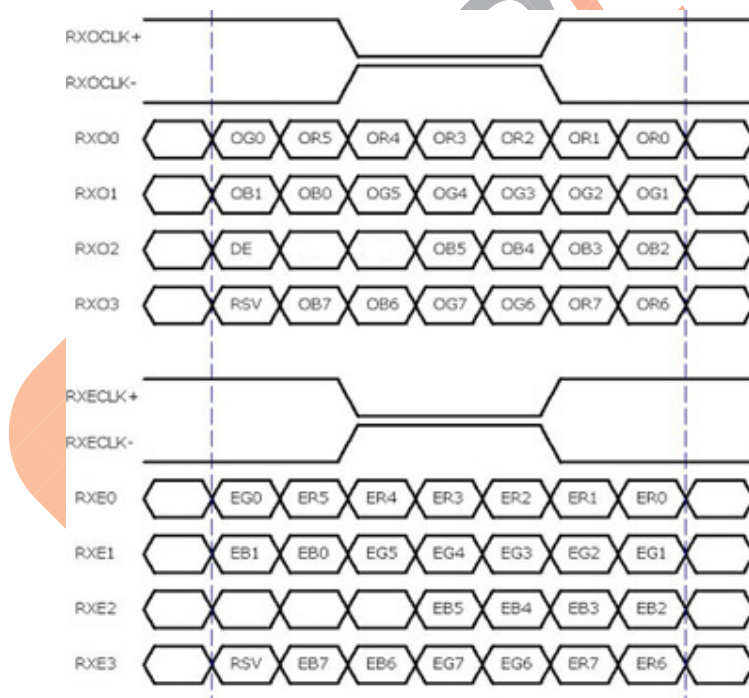 RXOCLK+
RXOCLK-
RXO0 OG0 OR5 OR4 OR3 OR2 OR1 OR0
RXO1 OB1 OB0 OG5 OG4 OG3 OG2 OG1
RXO2 DE OB5 OB4 OB3 OB2
RXO3 RSV OB7 OB6 OG7 OG6 OR7 OR6
RXECLK+
RXECLK-
RXE0 EG0 ER5 ER4 ER3 ER2 ER1 ER0
RXE1 EB1 EB0 EG5 EG4 EG3 EG2 EG1
RXE2 EB5 EB4 EB3 EB2
RXE3 RSV EB7 EB6 EG7 EG6 ER7 ER6